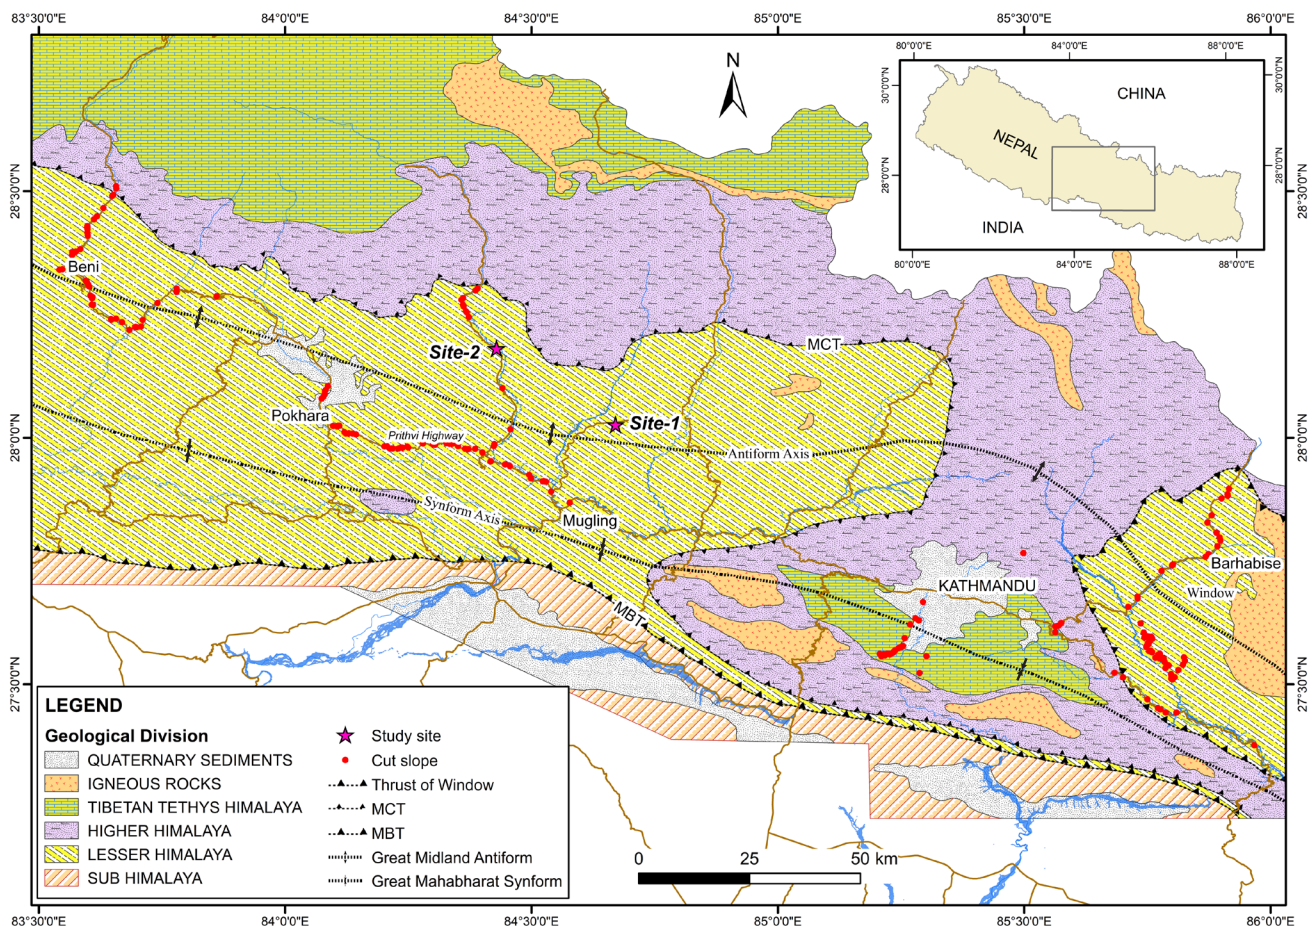 83°30'0"E 84°0'0"E 84°30'0"E 85°0'0"E 85°30'0"E 86°0'0"E
80°0'0"E 84°0'0"E 88°0'0"E
N
CHINA
30°0'0"N
30°0'0"N
NEPAL
28°0'0"N
28°0'0"N
INDIA
80°0'0"E 84°0'0"E 88°0'0"E
28°30'0"N
28°30'0"N
Beni
MCT
Site-2
Pokhara
Site-1
Prithvi Highway
28°0'0"N
28°0'0"N
Antiform Axis
Synform Axis
Mugling
Barhabise
KATHMANDU
Window
MBT
27°30'0"N
27°30'0"N
LEGEND
Geological Division
QUATERNARY SEDIMENTS
IGNEOUS ROCKS
TIBETAN TETHYS HIMALAYA
HIGHER HIMALAYA
LESSER HIMALAYA
SUB HIMALAYA
Study site
Cut slope
Thrust of Window
MCT
MBT
Great Midland Antiform
Great Mahabharat Synform
0 25 50 km
83°30'0"E 84°0'0"E 84°30'0"E 85°0'0"E 85°30'0"E 86°0'0"E